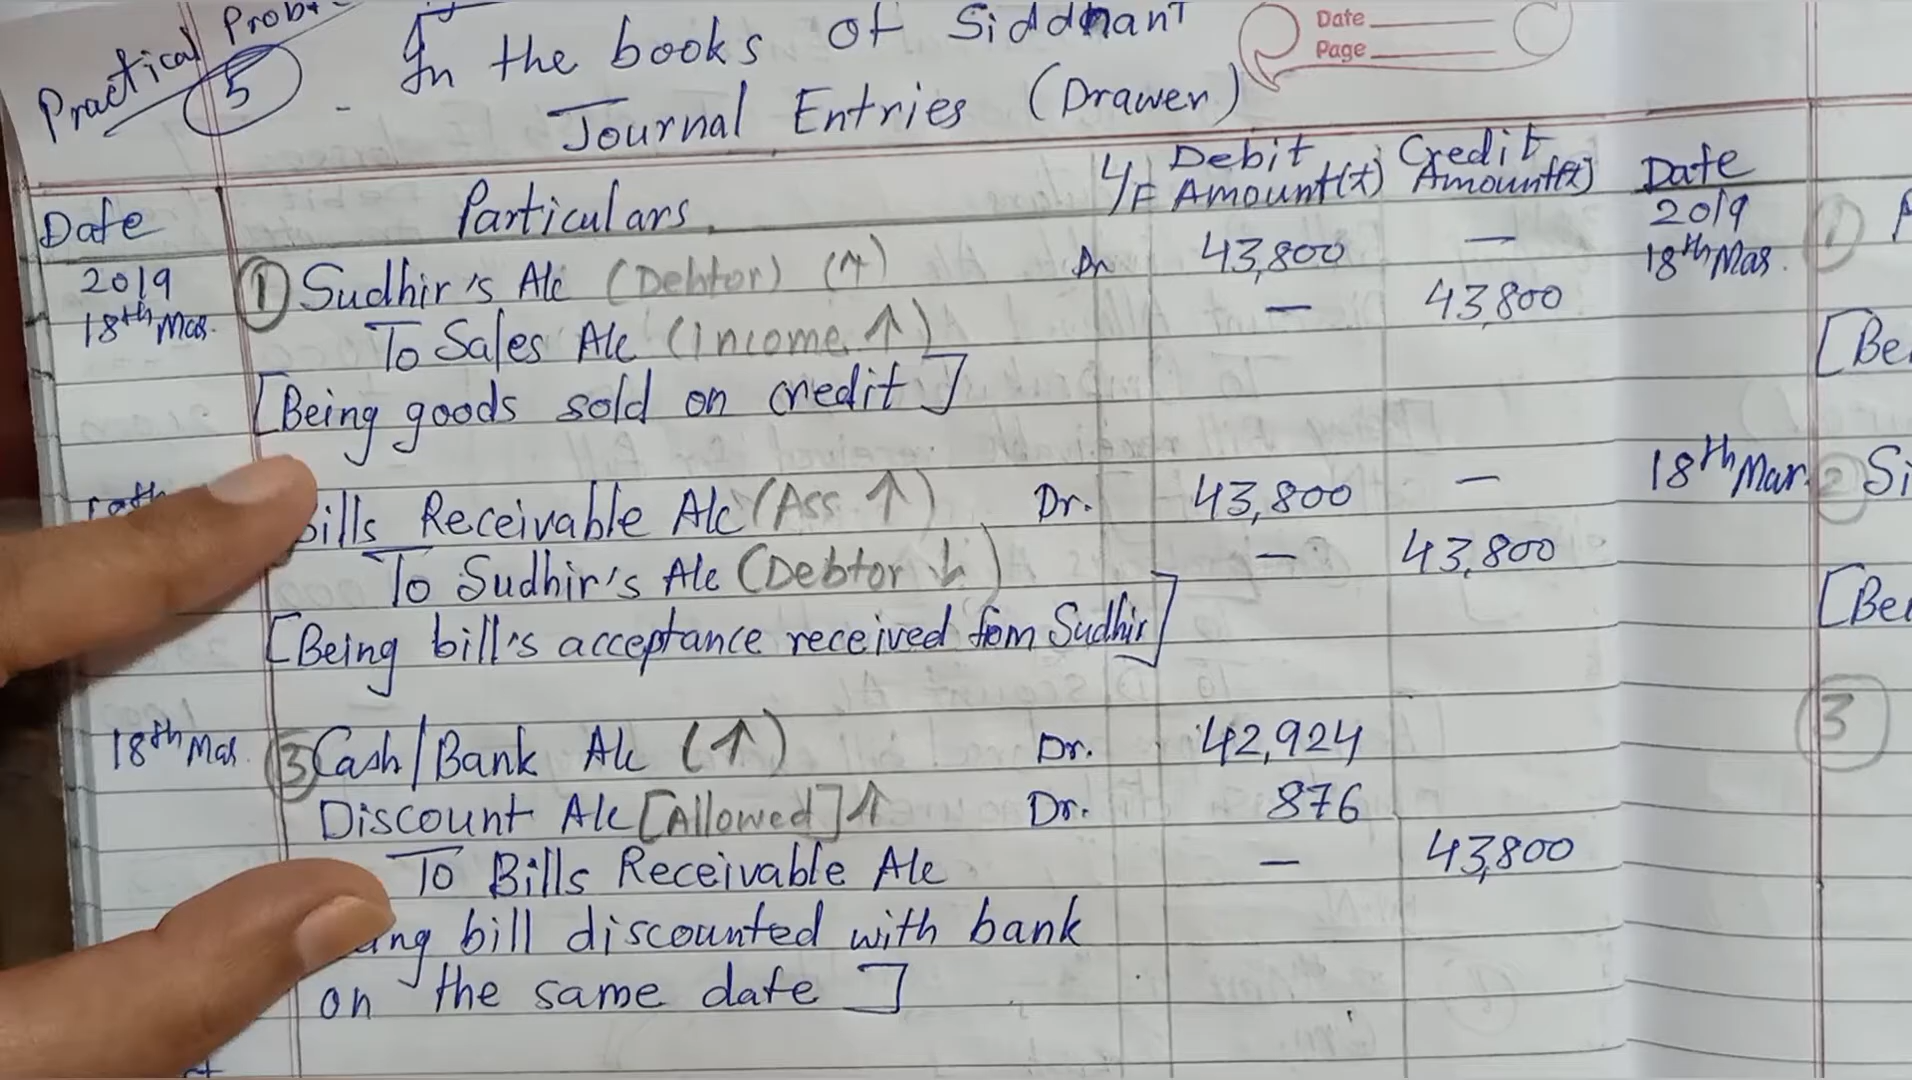 Practical
5
In the books of Siddhant
Date
Page
Journal Entries (Drawer)
Date Particulars L/F Debit Amount(₹) Credit Amount(₹) Date
2019 ① Sudhir's A/c (Debtor) (↑) Dr 43,800 — 2019
18th Mar. To Sales A/c (Income ↑) — 43,800 18th Mar.
[Being goods sold on credit]
Bills Receivable A/c (Ass ↑) Dr. 43,800 — 18th Mar. ②
To Sudhir's A/c (Debtor ↓) — 43,800
[Being bill's acceptance received from Sudhir]
18th Mar. ③ Cash/Bank A/c (↑) Dr. 42,924 ③
Discount A/c [Allowed] ↑ Dr. 876
To Bills Receivable A/c — 43,800
bill discounted with bank
on the same date]